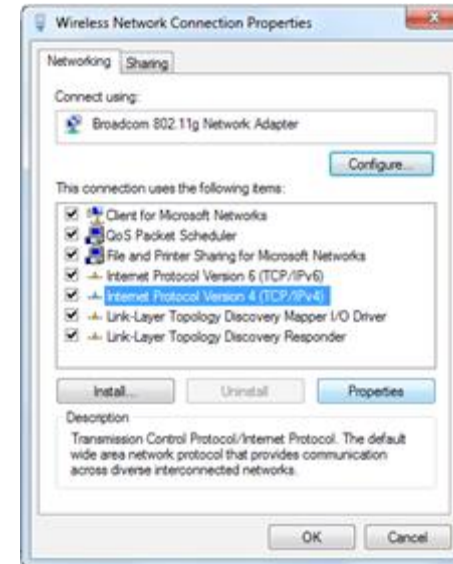 Wireless Network Connection Properties
Networking Sharing
Connect using:
Broadcom 802.11g Network Adapter
Configure...
This connection uses the following items:
Client for Microsoft Networks
QoS Packet Scheduler
File and Printer Sharing for Microsoft Networks
Internet Protocol Version 6 (TCP/IPv6)
Internet Protocol Version 4 (TCP/IPv4)
Link-Layer Topology Discovery Mapper I/O Driver
Link-Layer Topology Discovery Responder
Install... Uninstall Properties
Description
Transmission Control Protocol/Internet Protocol. The default
wide area network protocol that provides communication
across diverse interconnected networks.
OK Cancel